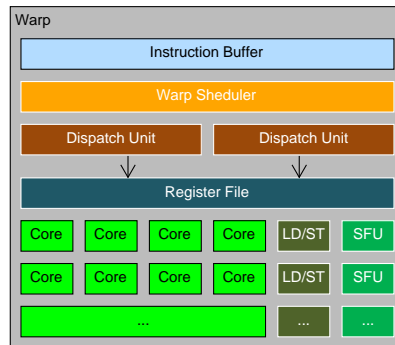 Warp
Instruction Buffer
Warp Sheduler
Dispatch Unit Dispatch Unit
Register File
Core Core Core Core LD/ST SFU
Core Core Core Core LD/ST SFU
... ... ...